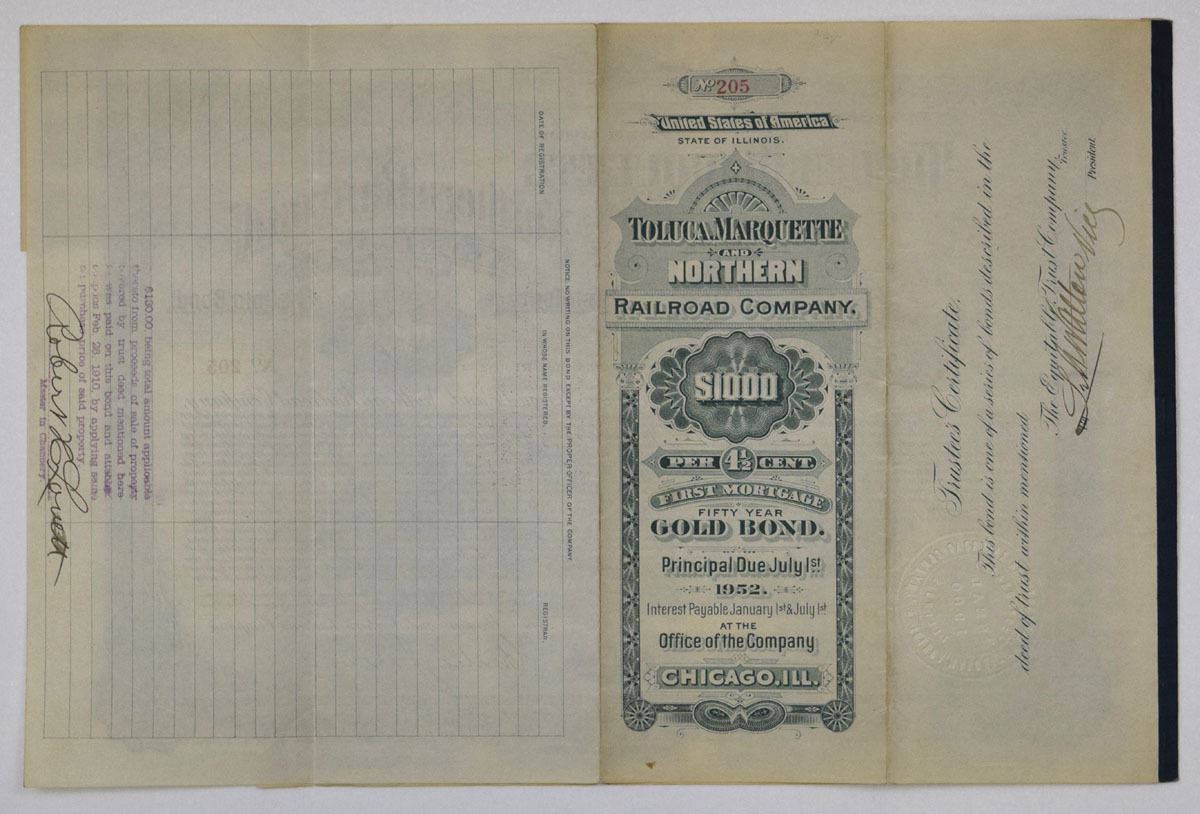 No 205
United States of America
STATE OF ILLINOIS.
TOLUCA, MARQUETTE
AND
NORTHERN
RAILROAD COMPANY.
$1000
PER 4½ CENT
FIRST MORTGAGE
FIFTY YEAR
GOLD BOND.
Principal Due July 1st
1952.
Interest Payable January 1st & July 1st
AT THE
Office of the Company
CHICAGO, ILL.
Trustee's Certificate.
This bond is one of a series of bonds described in the
deed of trust within mentioned
The Equitable Trust Company,
Trustee.
President.
NOTICE: NO WRITING ON THIS BOND EXCEPT BY THE PROPER OFFICER OF THE COMPANY
DATE OF REGISTRATION
IN WHOSE NAME REGISTERED.
REGISTRAR.
$130.00, being total amount applicable
thereto from proceeds of sale of property
covered by trust deed mentioned here-
was paid on this bond and
Feb. 28, 1910, by applying same
purchase price of said property
Master in Chancery.